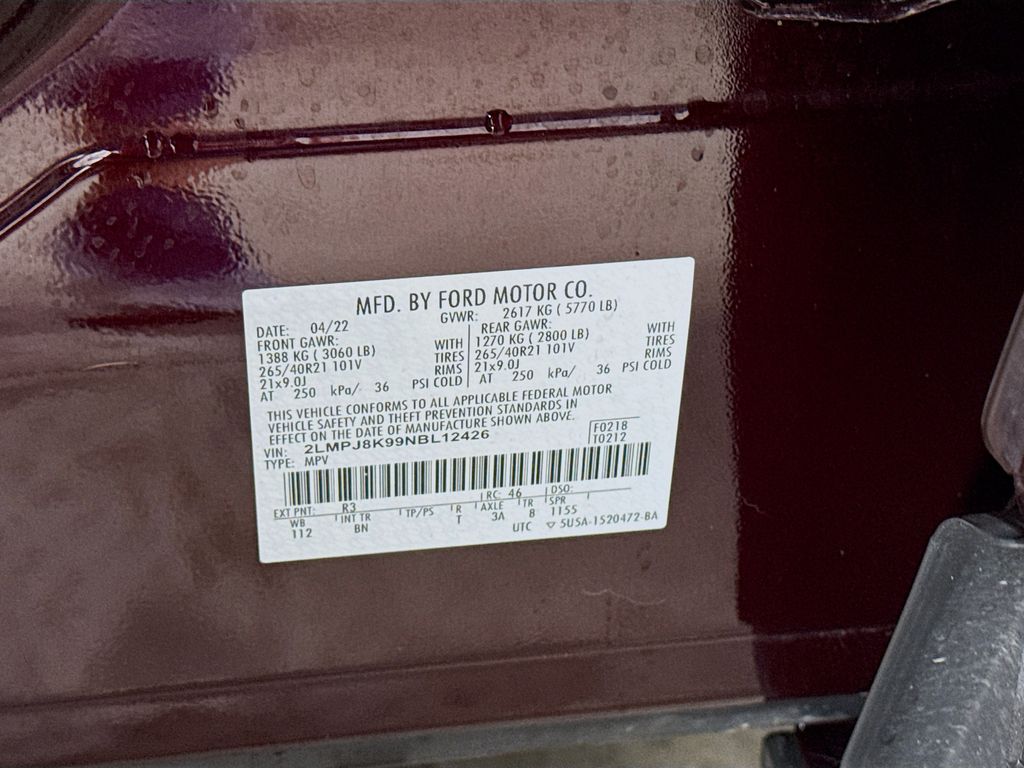 MFD. BY FORD MOTOR CO.
DATE: 04/22 GVWR: 2617 KG ( 5770 LB)
FRONT GAWR: WITH REAR GAWR: WITH
1388 KG ( 3060 LB) TIRES 1270 KG ( 2800 LB) TIRES
265/40R21 101V RIMS 265/40R21 101V RIMS
21x9.0J PSI COLD 21x9.0J PSI COLD
AT 250 kPa/ 36 AT 250 kPa/ 36
THIS VEHICLE CONFORMS TO ALL APPLICABLE FEDERAL MOTOR
VEHICLE SAFETY AND THEFT PREVENTION STANDARDS IN
EFFECT ON THE DATE OF MANUFACTURE SHOWN ABOVE.
VIN: 2LMPJ8K99NBL12426 F0218
TYPE: MPV T0212
EXT PNT: R3 RC: 46 DSO:
WB INT TR TP/PS R AXLE TR SPR
112 BN T 3A B 1155
UTC ▽ 5U5A-1520472-BA